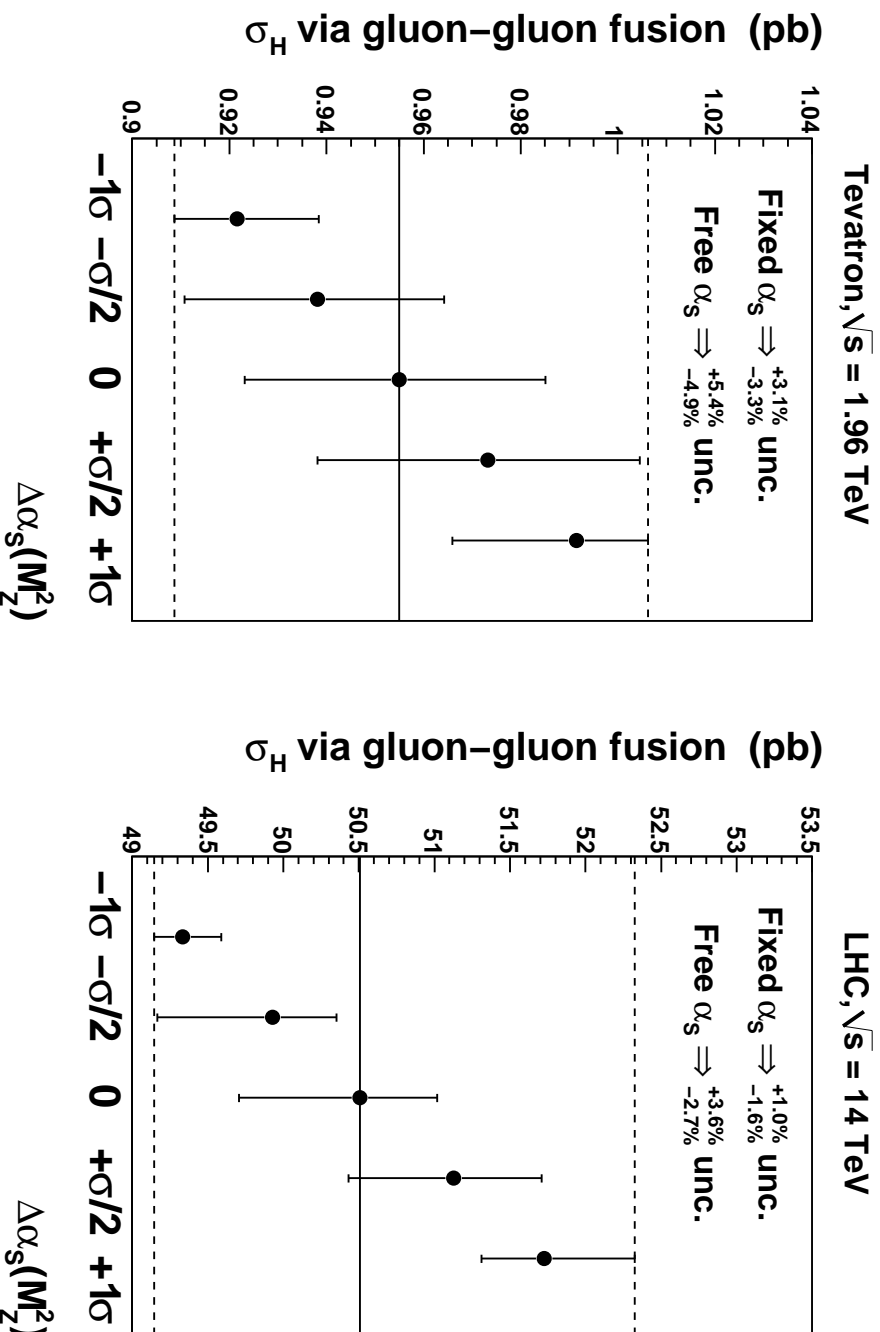 Tevatron, √s = 1.96 TeV
σH via gluon–gluon fusion (pb)
1.04
1.02
1
0.98
0.96
0.94
0.92
0.9
Fixed αS ⇒ +3.1% −3.3% unc.
Free αS ⇒ +5.4% −4.9% unc.
−1σ −σ/2 0 +σ/2 +1σ
ΔαS(M2Z)
LHC, √s = 14 TeV
σH via gluon–gluon fusion (pb)
53.5
53
52.5
52
51.5
51
50.5
50
49.5
49
Fixed αS ⇒ +1.0% −1.6% unc.
Free αS ⇒ +3.6% −2.7% unc.
−1σ −σ/2 0 +σ/2 +1σ
ΔαS(M2Z)